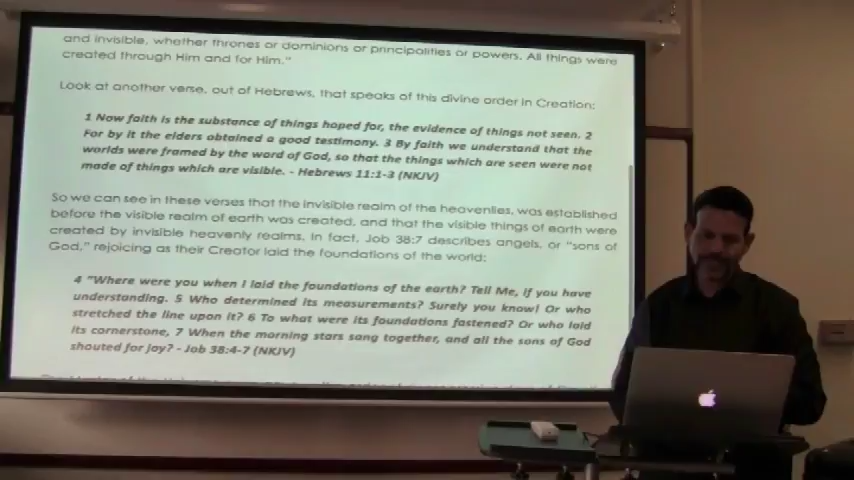 and invisible, whether thrones or dominions or principalities or powers. All things were
created through Him and for Him."
Look at another verse, out of Hebrews, that speaks of this divine order in Creation:
1 Now faith is the substance of things hoped for, the evidence of things not seen. 2
For by it the elders obtained a good testimony. 3 By faith we understand that the
worlds were framed by the word of God, so that the things which are seen were not
made of things which are visible. - Hebrews 11:1-3 (NKJV)
So we can see in these verses that the invisible realm of the heavenlies, was established
before the visible realm of earth was created, and that the visible things of earth were
created by invisible heavenly realms. In fact, Job 38:7 describes angels, or "sons of
God," rejoicing as their Creator laid the foundations of the world:
4 "Where were you when I laid the foundations of the earth? Tell Me, if you have
understanding. 5 Who determined its measurements? Surely you know! Or who
stretched the line upon it? 6 To what were its foundations fastened? Or who laid
its cornerstone, 7 When the morning stars sang together, and all the sons of God
shouted for joy? - Job 38:4-7 (NKJV)